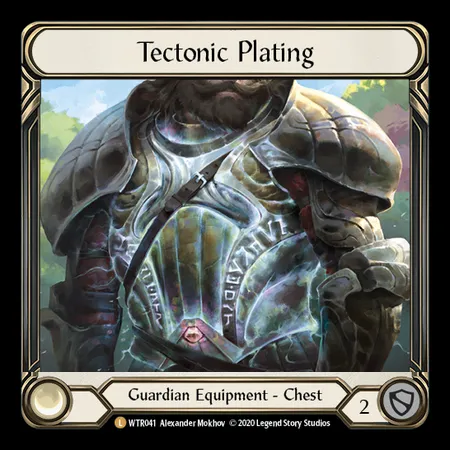 Tectonic Plating
Guardian Equipment - Chest
2
L WTR041 Alexander Mokhov © 2020 Legend Story Studios